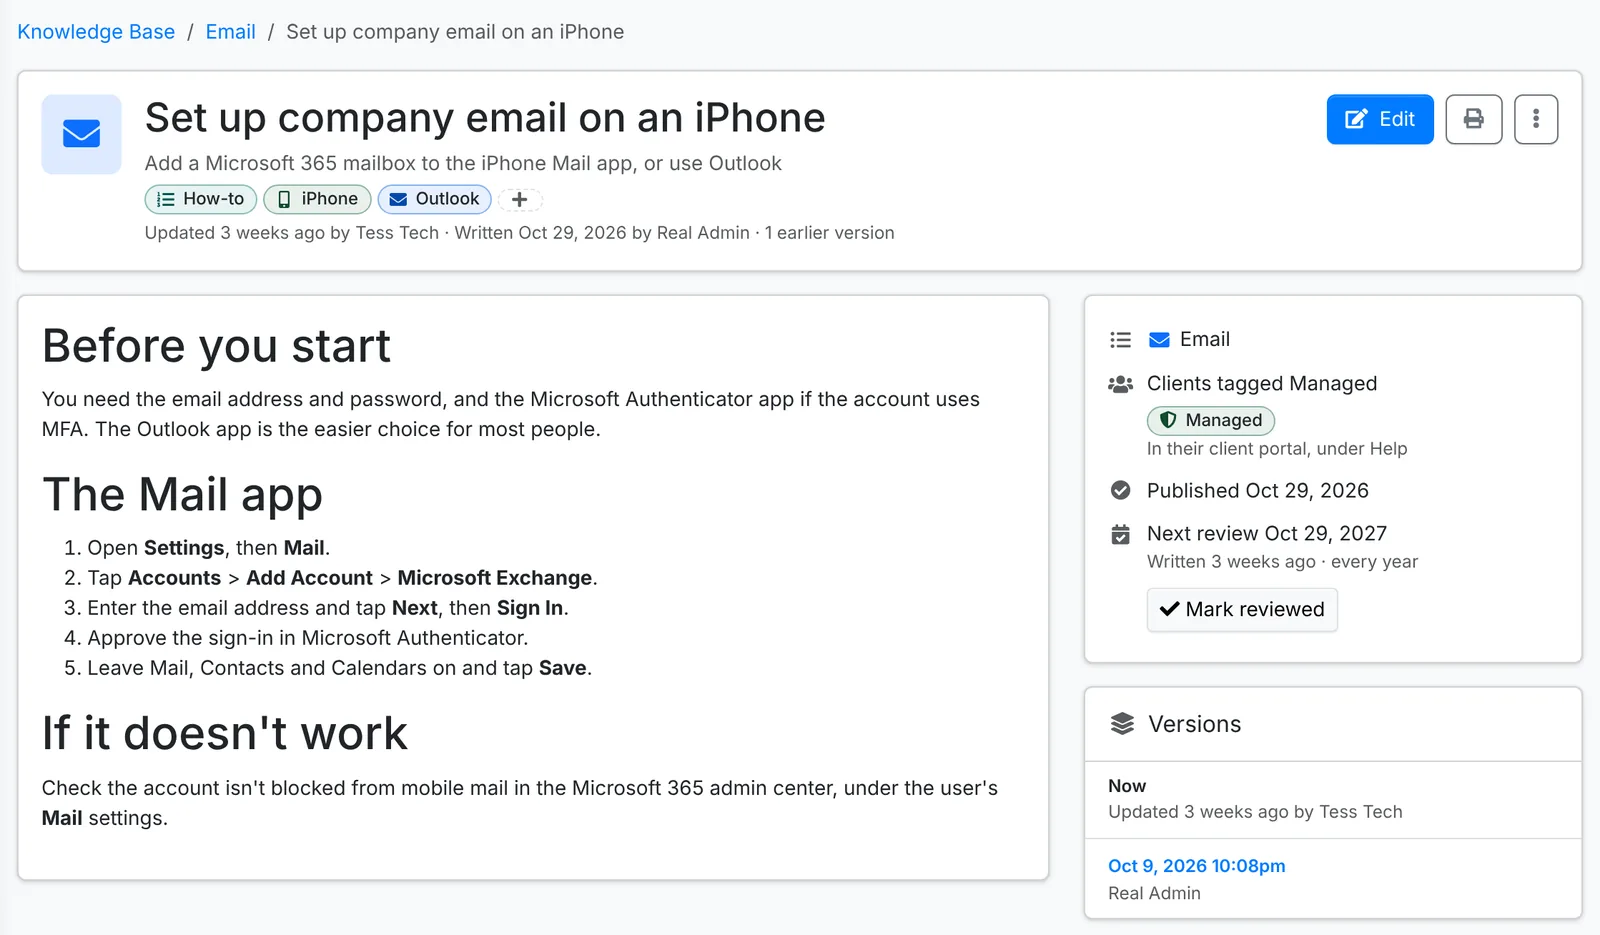 Knowledge Base / Email / Set up company email on an iPhone
Set up company email on an iPhone
Add a Microsoft 365 mailbox to the iPhone Mail app, or use Outlook
How-to iPhone Outlook +
Updated 3 weeks ago by Tess Tech · Written Oct 29, 2026 by Real Admin · 1 earlier version
Edit
Before you start
You need the email address and password, and the Microsoft Authenticator app if the account uses
MFA. The Outlook app is the easier choice for most people.
The Mail app
1. Open Settings, then Mail.
2. Tap Accounts > Add Account > Microsoft Exchange.
3. Enter the email address and tap Next, then Sign In.
4. Approve the sign-in in Microsoft Authenticator.
5. Leave Mail, Contacts and Calendars on and tap Save.
If it doesn't work
Check the account isn't blocked from mobile mail in the Microsoft 365 admin center, under the user's
Mail settings.
Email
Clients tagged Managed
Managed
In their client portal, under Help
Published Oct 29, 2026
Next review Oct 29, 2027
Written 3 weeks ago · every year
Mark reviewed
Versions
Now
Updated 3 weeks ago by Tess Tech
Oct 9, 2026 10:08pm
Real Admin